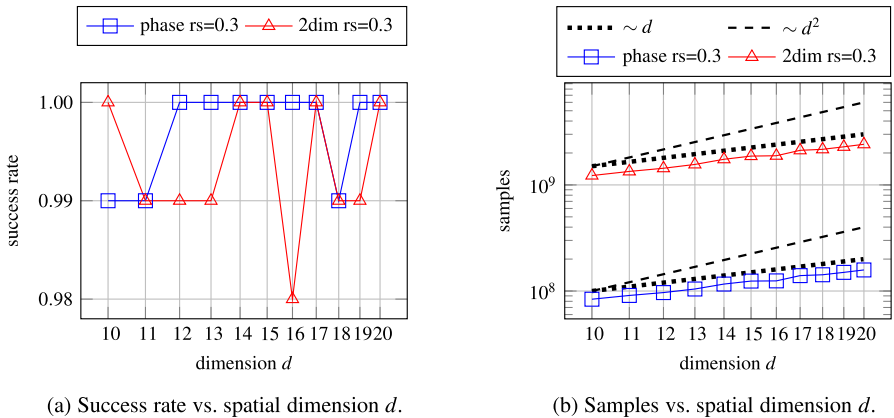 phase rs=0.3 2dim rs=0.3
1.00
0.99
0.98
success rate
10 11 12 13 14 15 16 17 18 19 20
dimension d
(a) Success rate vs. spatial dimension d.
∼ d ∼ d²
phase rs=0.3 2dim rs=0.3
10⁹
10⁸
samples
10 11 12 13 14 15 16 17 18 19 20
dimension d
(b) Samples vs. spatial dimension d.